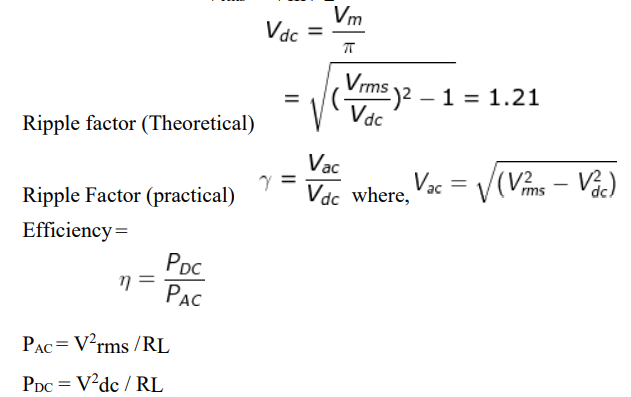 V_dc = V_m / π
Ripple factor (Theoretical) = √((V_rms / V_dc)² − 1) = 1.21
Ripple Factor (practical) γ = V_ac / V_dc where, V_ac = √(V²_rms − V²_dc)
Efficiency=
η = P_DC / P_AC
P_AC = V²rms /RL
P_DC = V²dc / RL